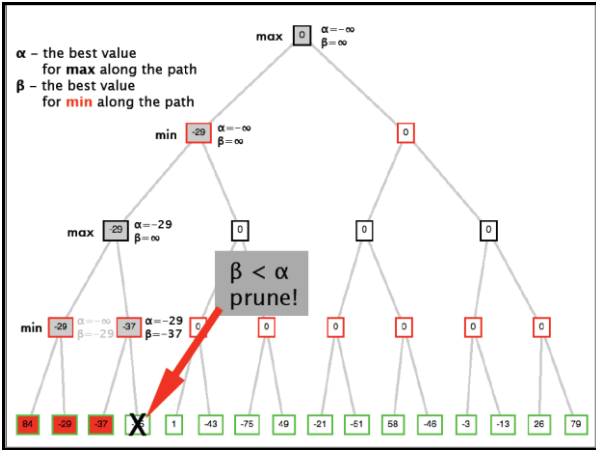 max 0 α=-∞
β=∞
α – the best value
for max along the path
β – the best value
for min along the path
min -29 α=-∞
β=∞
0
max -29 α=-29
β=∞
0 0 0
β < α
prune!
min -29 α=-∞
β=-29
-37 α=-29
β=-37
0 0 0 0 0 0
84 -29 -37 X 1 -43 -75 49 -21 -51 58 -46 -3 -13 26 79